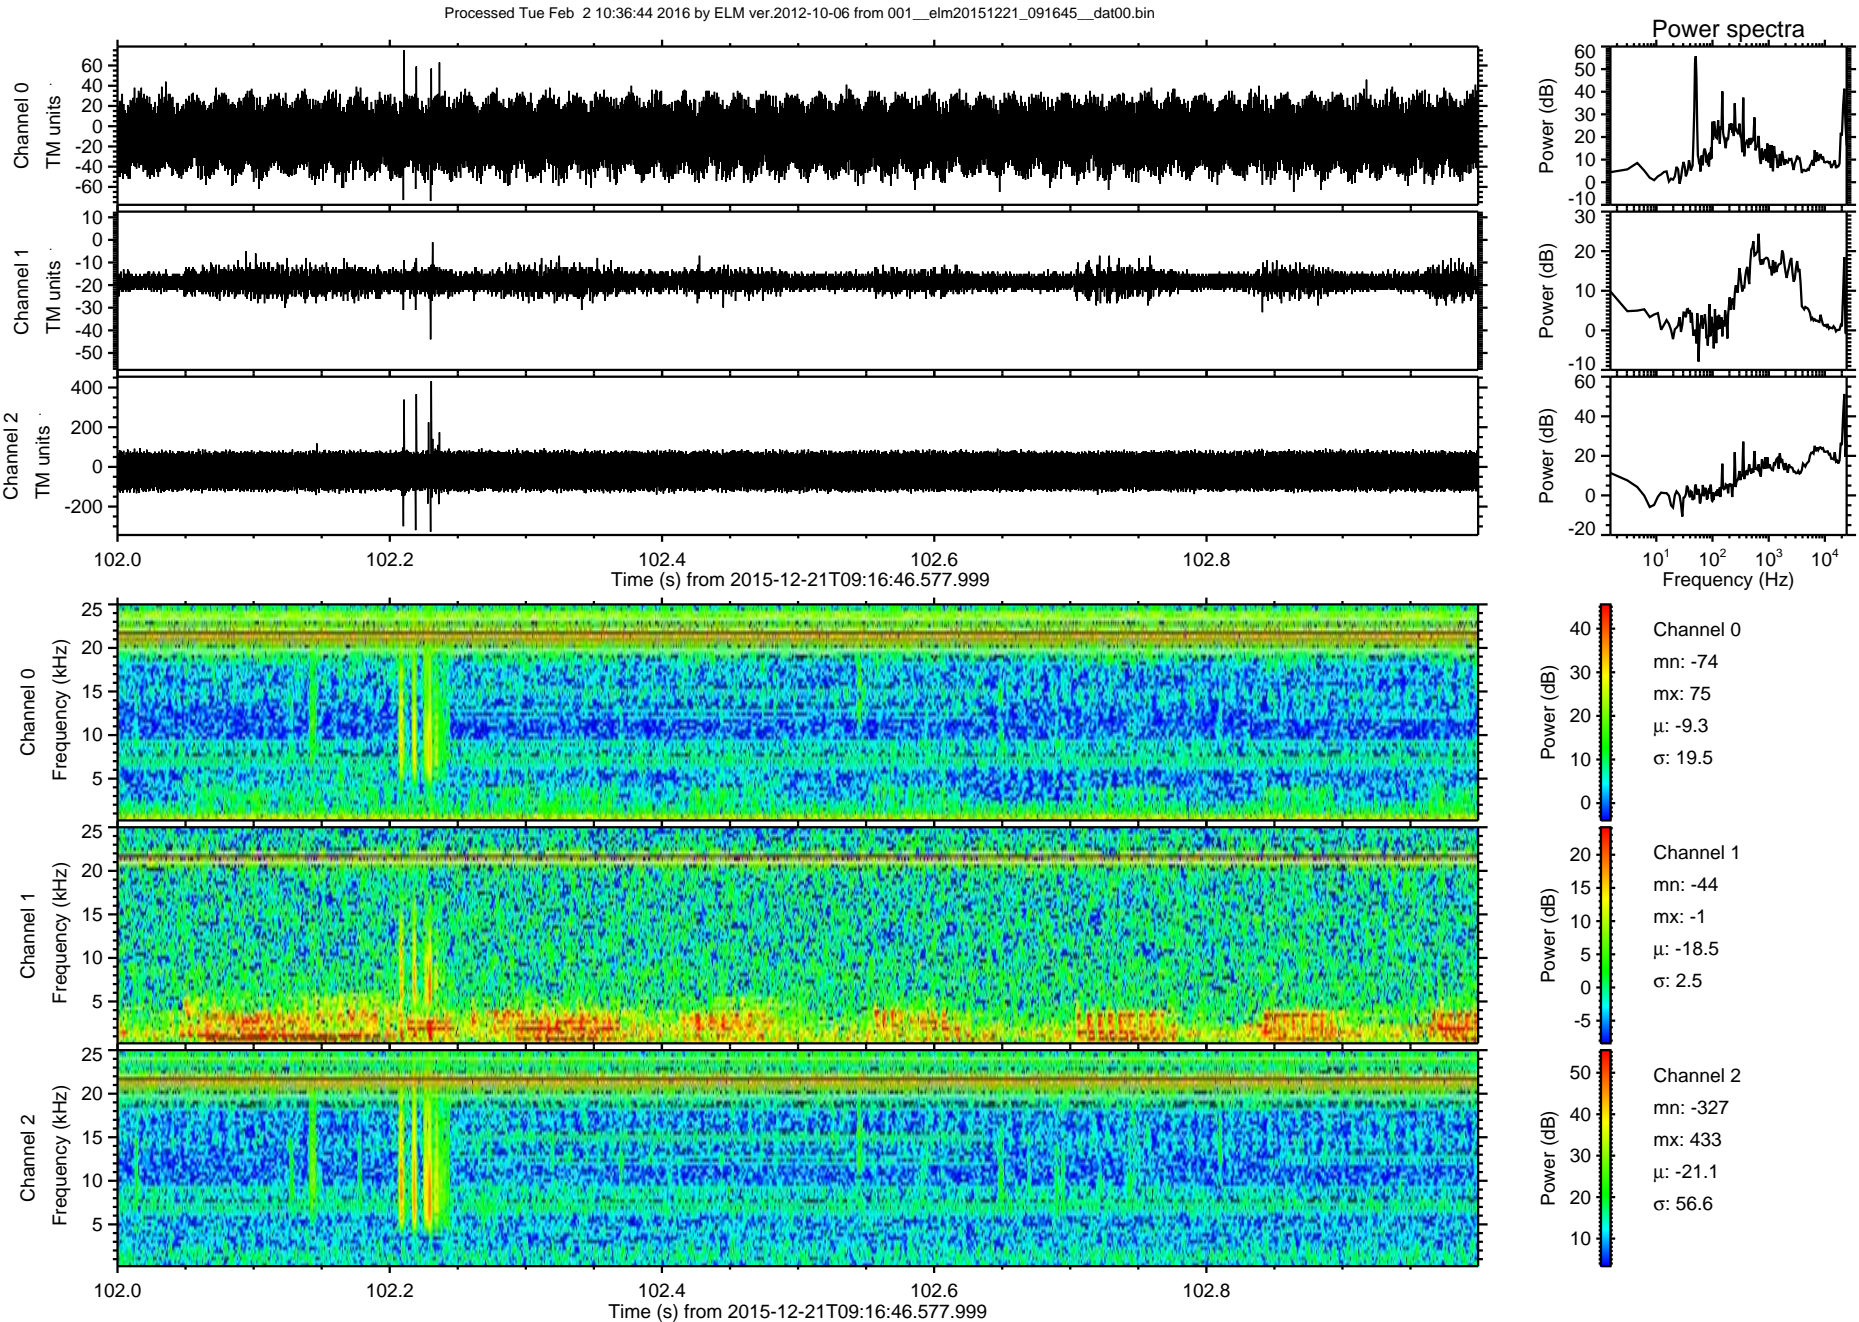 Processed Tue Feb  2 10:36:44 2016 by ELM ver.2012-10-06 from 001__elm20151221_091645__dat00.bin
Power spectra
Channel 0
TM units
60
40
20
0
-20
-40
-60
Power (dB)
60
50
40
30
20
10
0
-10
Channel 1
TM units
10
0
-10
-20
-30
-40
-50
Power (dB)
30
20
10
0
-10
Channel 2
TM units
400
200
0
-200
Power (dB)
60
40
20
0
-20
102.0 102.2 102.4 102.6 102.8
Time (s) from 2015-12-21T09:16:46.577.999
10^1 10^2 10^3 10^4
Frequency (Hz)
Channel 0
Frequency (kHz)
25
20
15
10
5
Power (dB)
40
30
20
10
0
Channel 0
mn: -74
mx: 75
μ: -9.3
σ: 19.5
Channel 1
Frequency (kHz)
25
20
15
10
5
Power (dB)
20
15
10
5
0
-5
Channel 1
mn: -44
mx: -1
μ: -18.5
σ: 2.5
Channel 2
Frequency (kHz)
25
20
15
10
5
Power (dB)
50
40
30
20
10
Channel 2
mn: -327
mx: 433
μ: -21.1
σ: 56.6
102.0 102.2 102.4 102.6 102.8
Time (s) from 2015-12-21T09:16:46.577.999